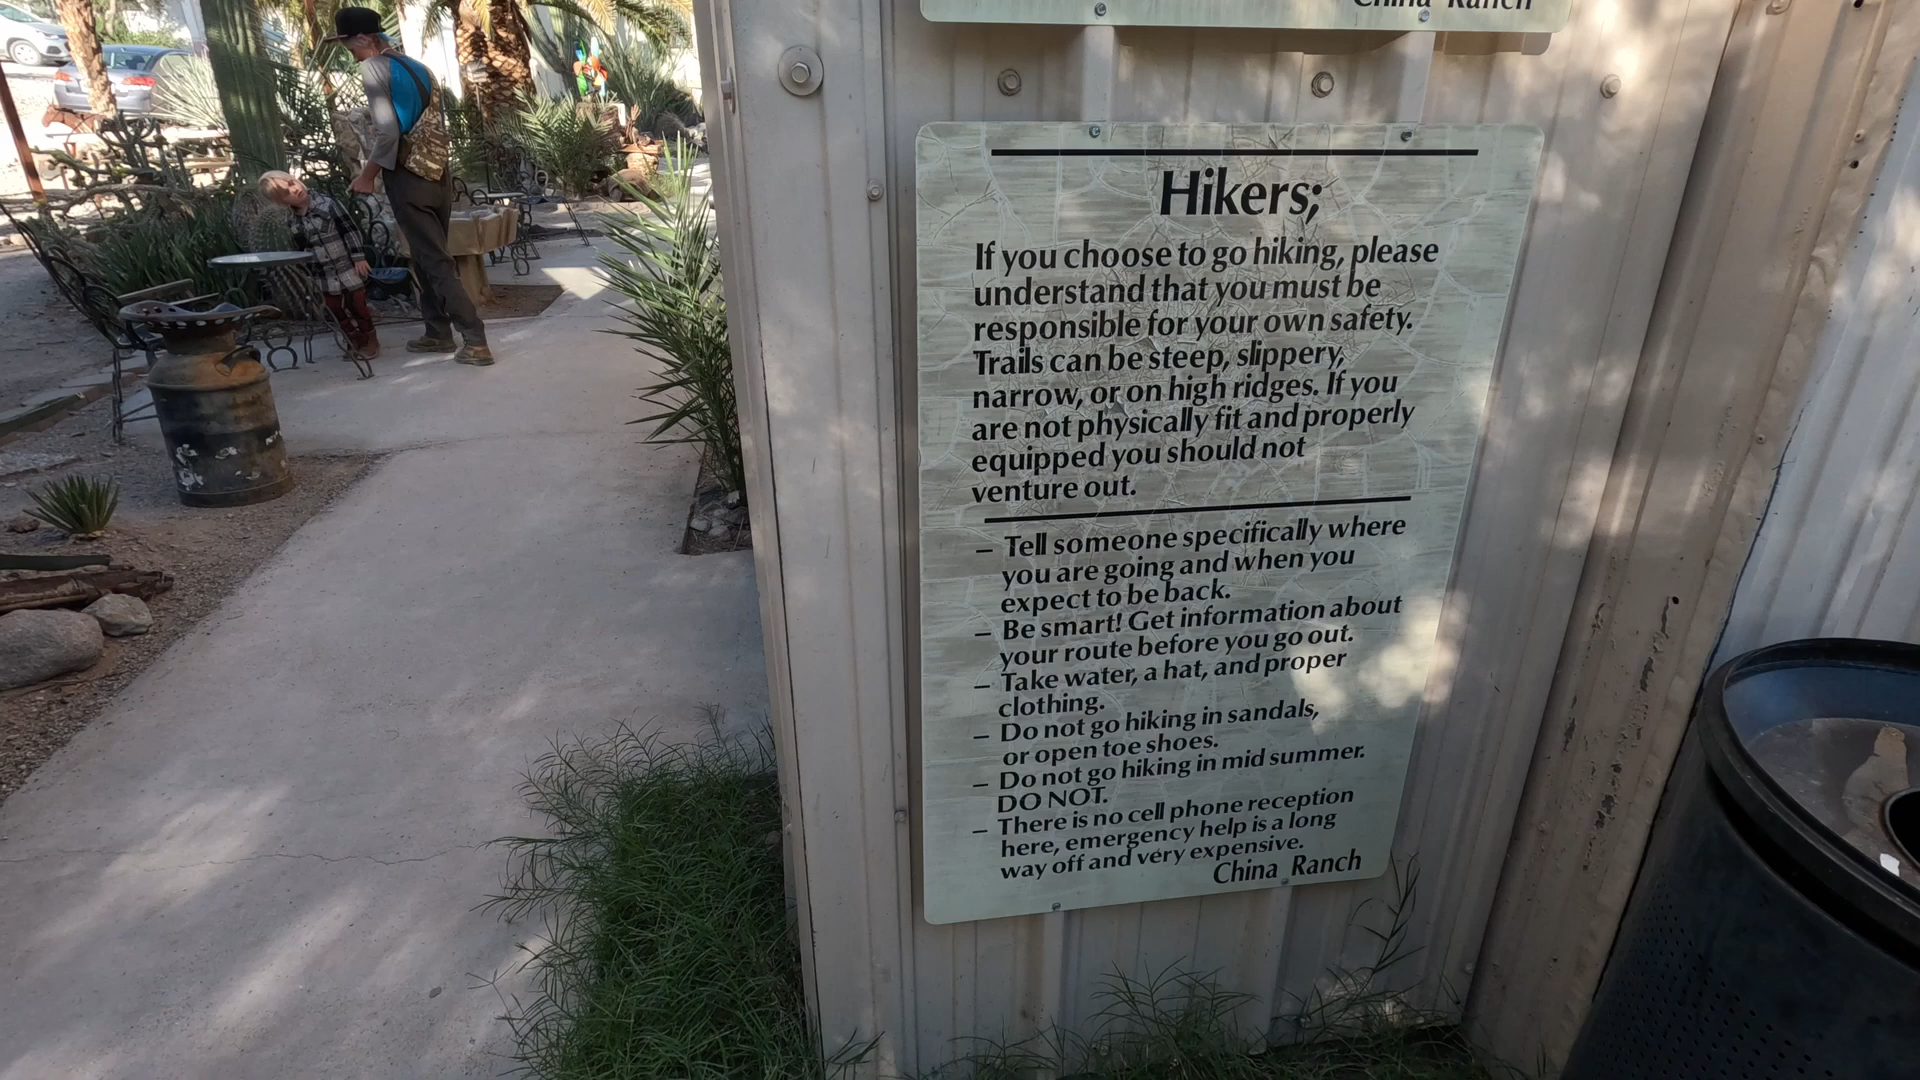 China Ranch
Hikers;
If you choose to go hiking, please
understand that you must be
responsible for your own safety.
Trails can be steep, slippery,
narrow, or on high ridges. If you
are not physically fit and properly
equipped you should not
venture out.
– Tell someone specifically where
you are going and when you
expect to be back.
– Be smart! Get information about
your route before you go out.
– Take water, a hat, and proper
clothing.
– Do not go hiking in sandals,
or open toe shoes.
– Do not go hiking in mid summer.
DO NOT.
– There is no cell phone reception
here, emergency help is a long
way off and very expensive.
China Ranch